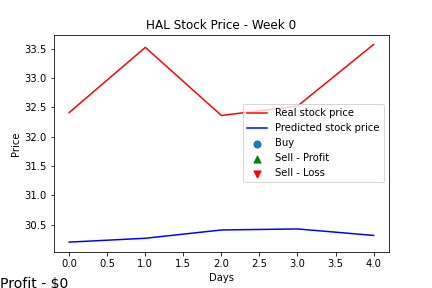 HAL Stock Price - Week 0
33.5
33.0
32.5
32.0
31.5
31.0
30.5
Price
Real stock price
Predicted stock price
Buy
Sell - Profit
Sell - Loss
0.0 0.5 1.0 1.5 2.0 2.5 3.0 3.5 4.0
Days
Profit - $0